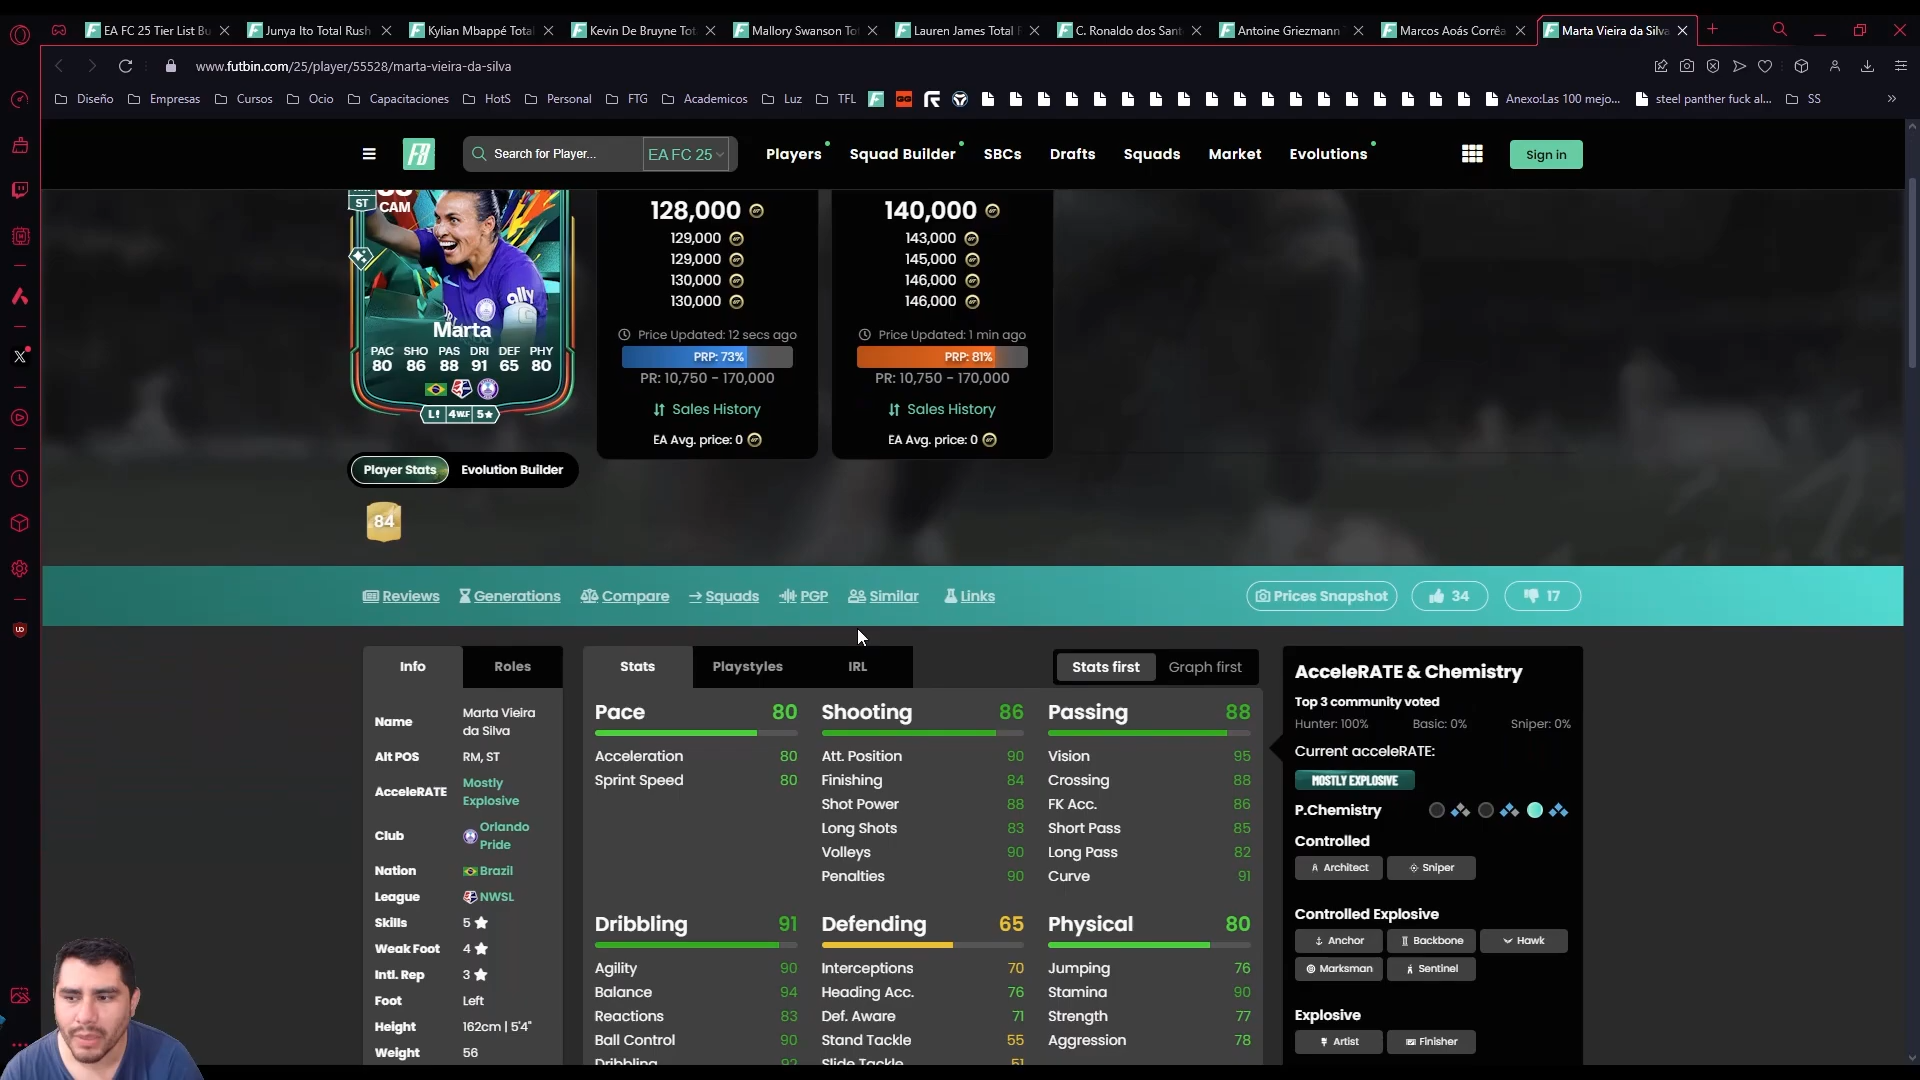 EA FC 25 Tier List Bu
Junya Ito Total Rush
Kylian Mbappé Total
Kevin De Bruyne Tot
Mallory Swanson To
Lauren James Total
C. Ronaldo dos Sant
Antoine Griezmann
Marcos Aoás Corrêa
Marta Vieira da Silva
www.futbin.com/25/player/55528/marta-vieira-da-silva
Diseño
Empresas
Cursos
Ocio
Capacitaciones
HotS
Personal
FTG
Academicos
Luz
TFL
Anexo:Las 100 mejo...
steel panther fuck al...
SS
Search for Player...
EA FC 25
Players
Squad Builder
SBCs
Drafts
Squads
Market
Evolutions
Sign in
ST
CAM
ally
Marta
PAC SHO PAS DRI DEF PHY
80 86 88 91 65 80
L! 4WF 5★
128,000
129,000
129,000
130,000
130,000
Price Updated: 12 secs ago
PRP: 73%
PR: 10,750 - 170,000
Sales History
EA Avg. price: 0
140,000
143,000
145,000
146,000
146,000
Price Updated: 1 min ago
PRP: 81%
PR: 10,750 - 170,000
Sales History
EA Avg. price: 0
Player Stats
Evolution Builder
84
Reviews
Generations
Compare
Squads
PGP
Similar
Links
Prices Snapshot
34
17
Info
Roles
Name Marta Vieira
da Silva
Alt POS RM, ST
AcceleRATE Mostly
Explosive
Club Orlando
Pride
Nation Brazil
League NWSL
Skills 5 ★
Weak Foot 4 ★
Intl. Rep 3 ★
Foot Left
Height 162cm | 5'4"
Weight 56
Stats
Playstyles
IRL
Stats first
Graph first
Pace 80
Acceleration 80
Sprint Speed 80
Shooting 86
Att. Position 90
Finishing 84
Shot Power 88
Long Shots 83
Volleys 90
Penalties 90
Passing 88
Vision 95
Crossing 88
FK Acc. 86
Short Pass 85
Long Pass 82
Curve 91
Dribbling 91
Agility 90
Balance 94
Reactions 83
Ball Control 90
Dribbling 92
Defending 65
Interceptions 70
Heading Acc. 76
Def. Aware 71
Stand Tackle 55
Slide Tackle 51
Physical 80
Jumping 76
Stamina 90
Strength 77
Aggression 78
AcceleRATE & Chemistry
Top 3 community voted
Hunter: 100% Basic: 0% Sniper: 0%
Current acceleRATE:
MOSTLY EXPLOSIVE
P.Chemistry
Controlled
Architect
Sniper
Controlled Explosive
Anchor
Backbone
Hawk
Marksman
Sentinel
Explosive
Artist
Finisher